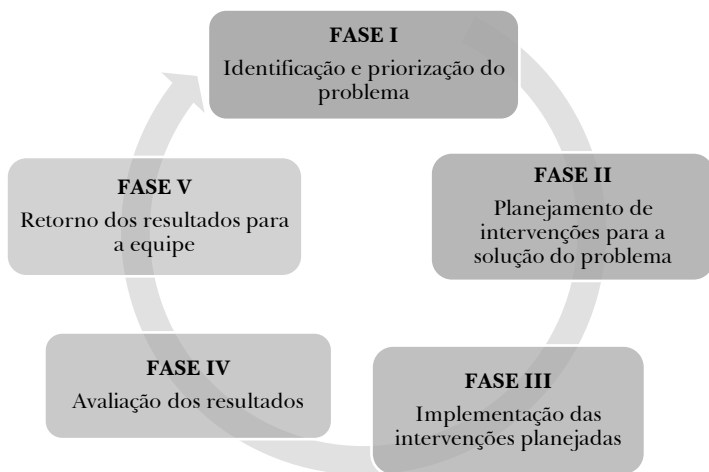 FASE I
Identificação e priorização do
problema
FASE II
Planejamento de
intervenções para a
solução do problema
FASE III
Implementação das
intervenções planejadas
FASE IV
Avaliação dos resultados
FASE V
Retorno dos resultados para
a equipe